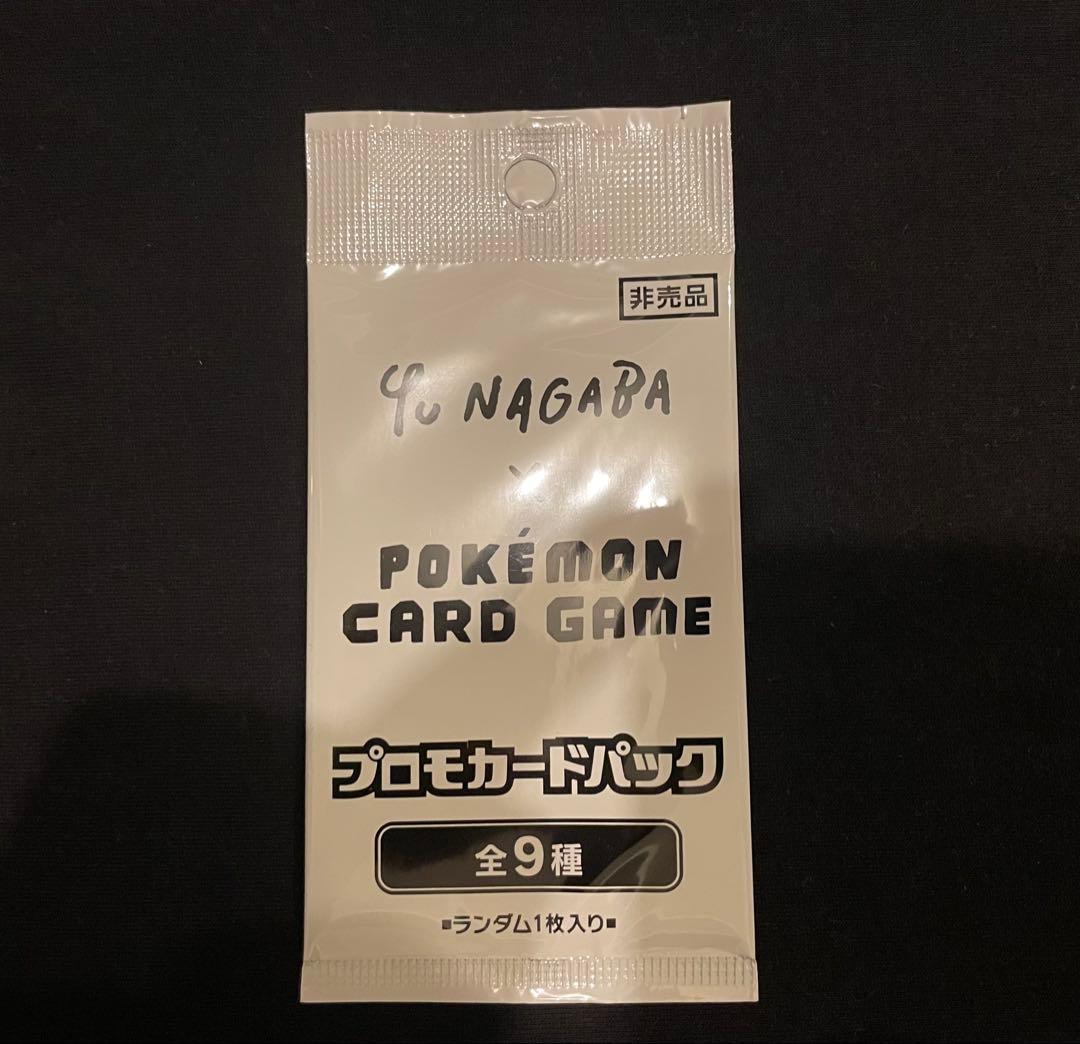 非売品
Yu NAGABA
×
POKÉMON
CARD GAME
プロモカードパック
全9種
■ランダム1枚入り■